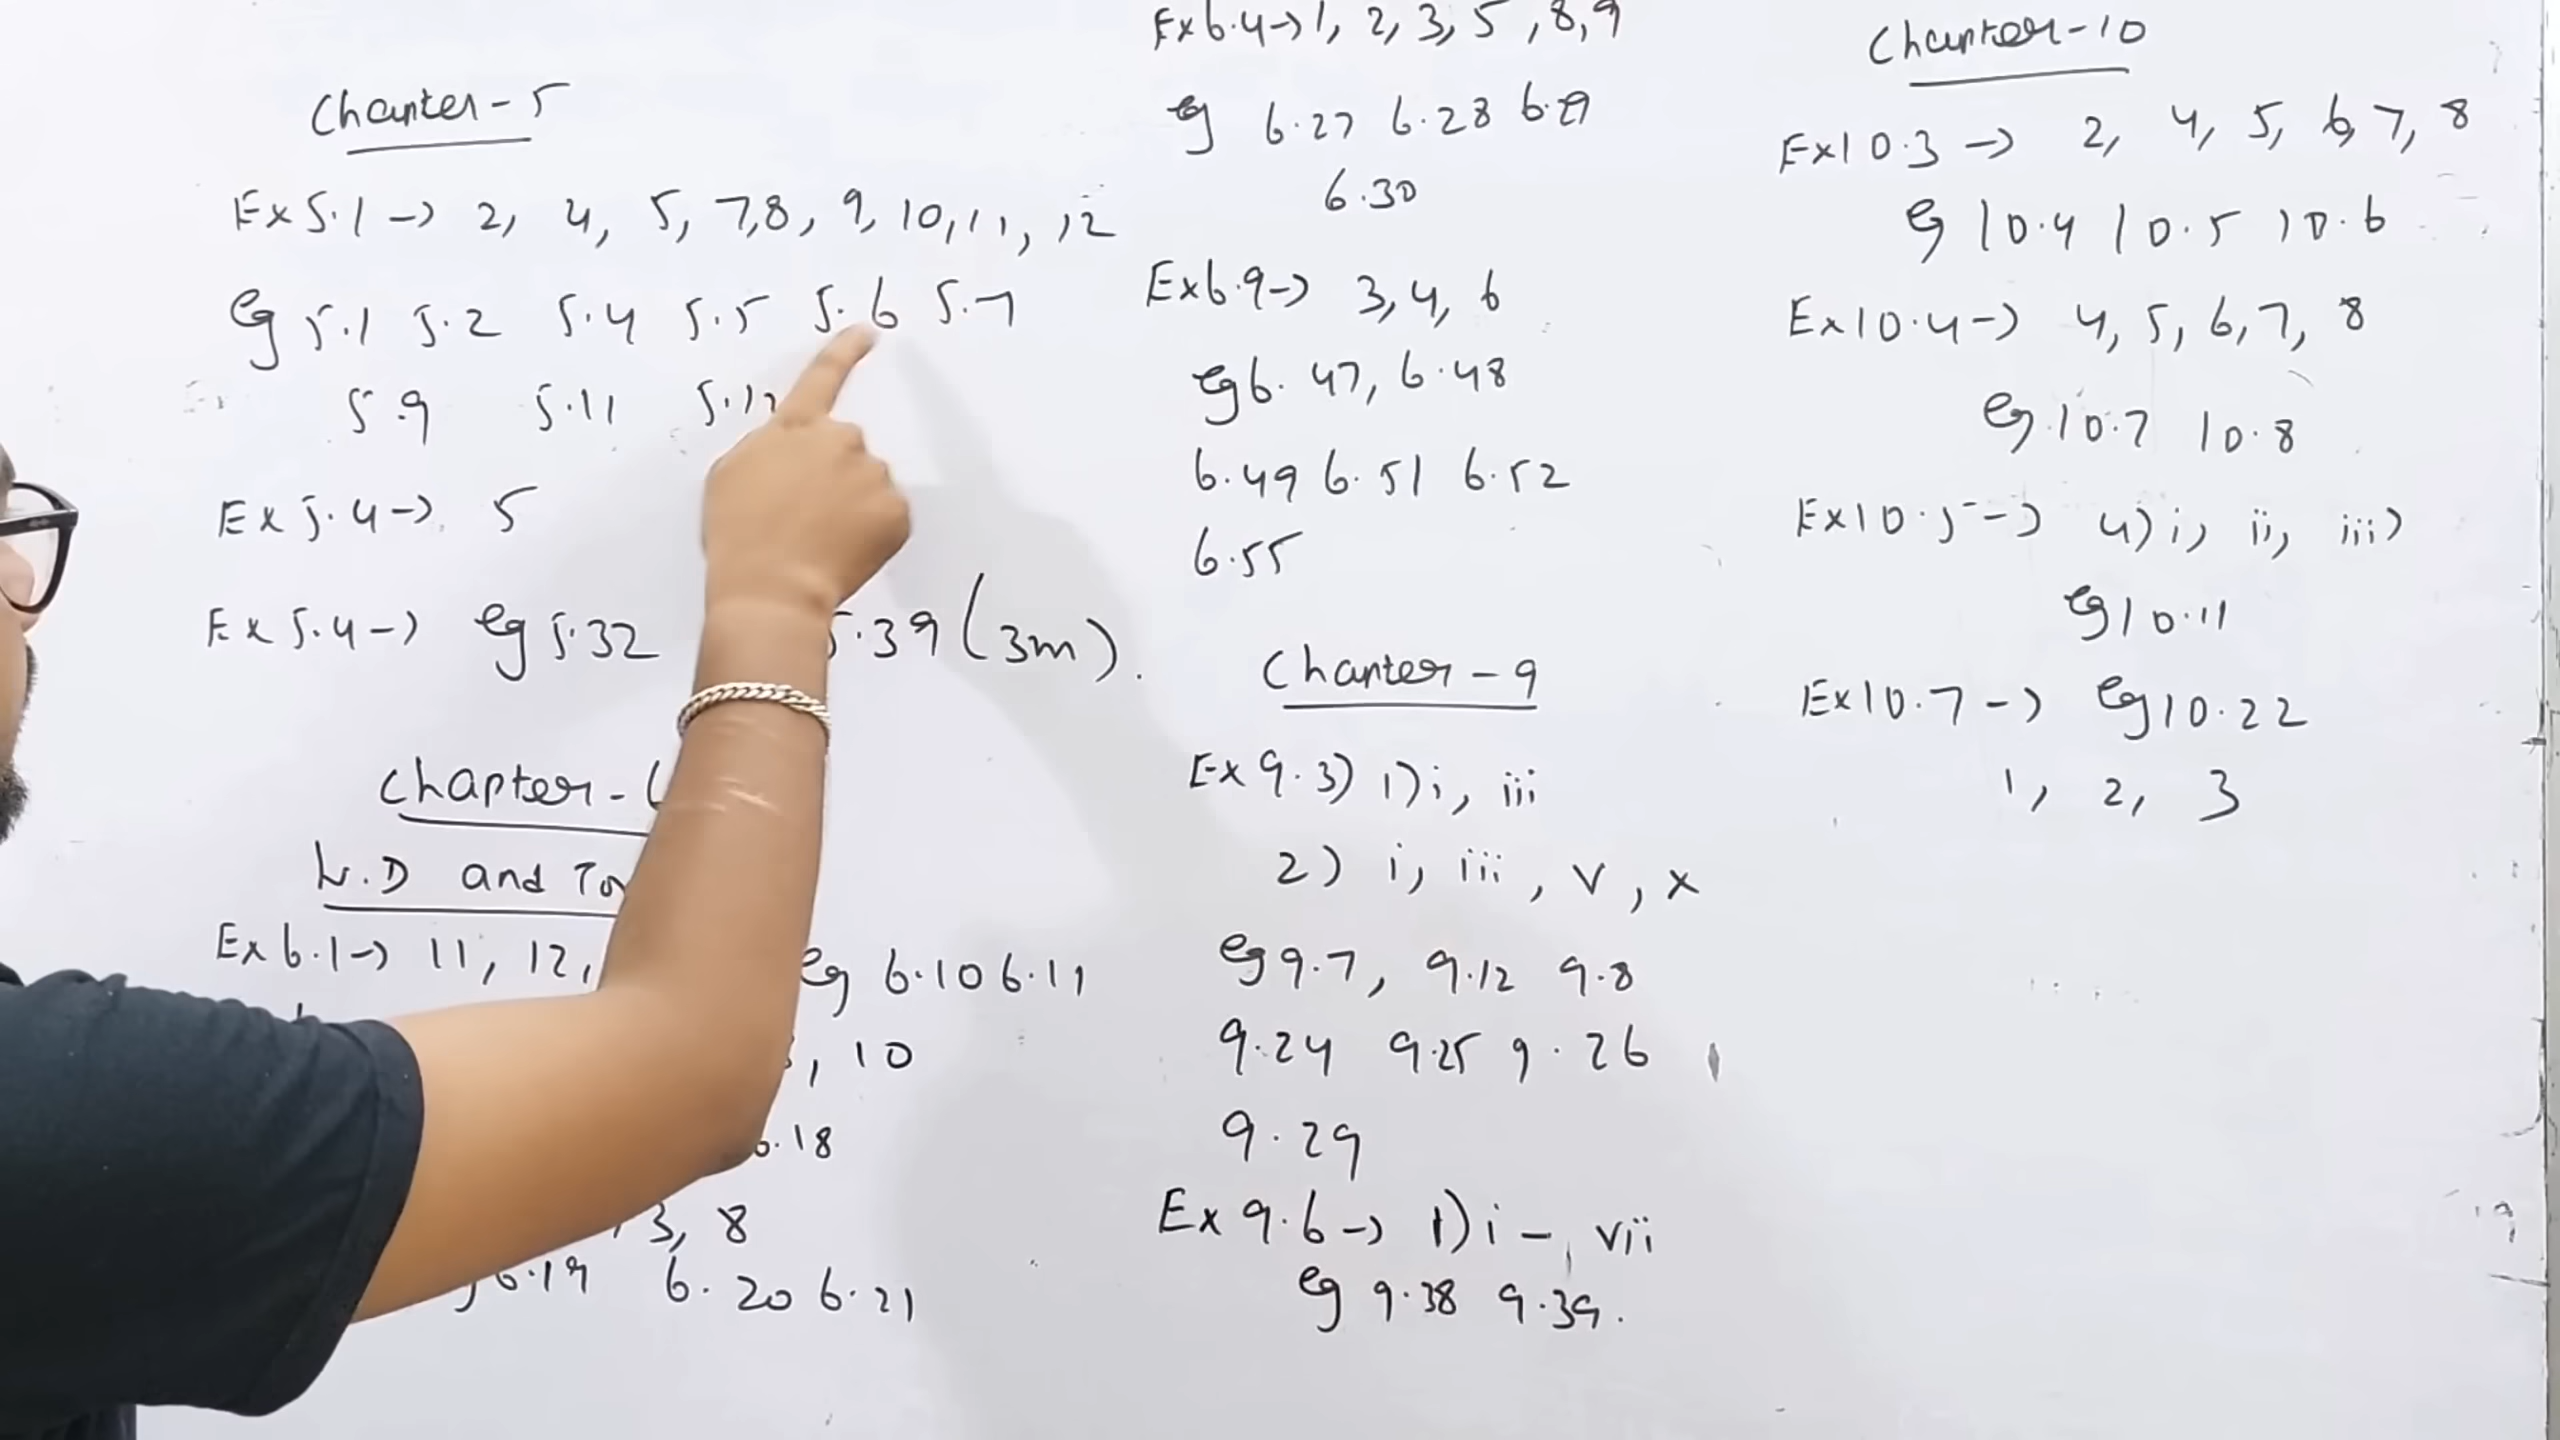 Chapter-5
Ex 5.1 -> 2, 4, 5, 7, 8, 9, 10, 11, 12
eg 5.1 5.2 5.4 5.5 5.6 5.7
5.9 5.11
Ex 5.4 -> 5
Ex 5.4 -> eg 5.32 5.39 (3m).
Chapter-
and
Ex 6.1 -> 11, 12, eg 6.10 6.11
, 10
6.18
3, 8
6.19 6.20 6.21
Ex 6.4 -> 1, 2, 3, 5, 8, 9
eg 6.27 6.28 6.29
6.30
Ex 6.9 -> 3, 4, 6
eg 6.47, 6.48
6.49 6.51 6.52
6.55
Chapter - 9
Ex 9.3) 1) i, iii
2) i, iii, v, x
eg 9.7, 9.12 9.8
9.24 9.25 9.26
9.29
Ex 9.6 -> 1) i -, vii
eg 9.38 9.39.
Chapter-10
Ex 10.3 -> 2, 4, 5, 6, 7, 8
eg 10.4 10.5 10.6
Ex 10.4 -> 4, 5, 6, 7, 8
eg. 10.7 10.8
Ex 10.5 -> 4) i, ii, iii)
eg 10.11
Ex 10.7 -> eg 10.22
1, 2, 3